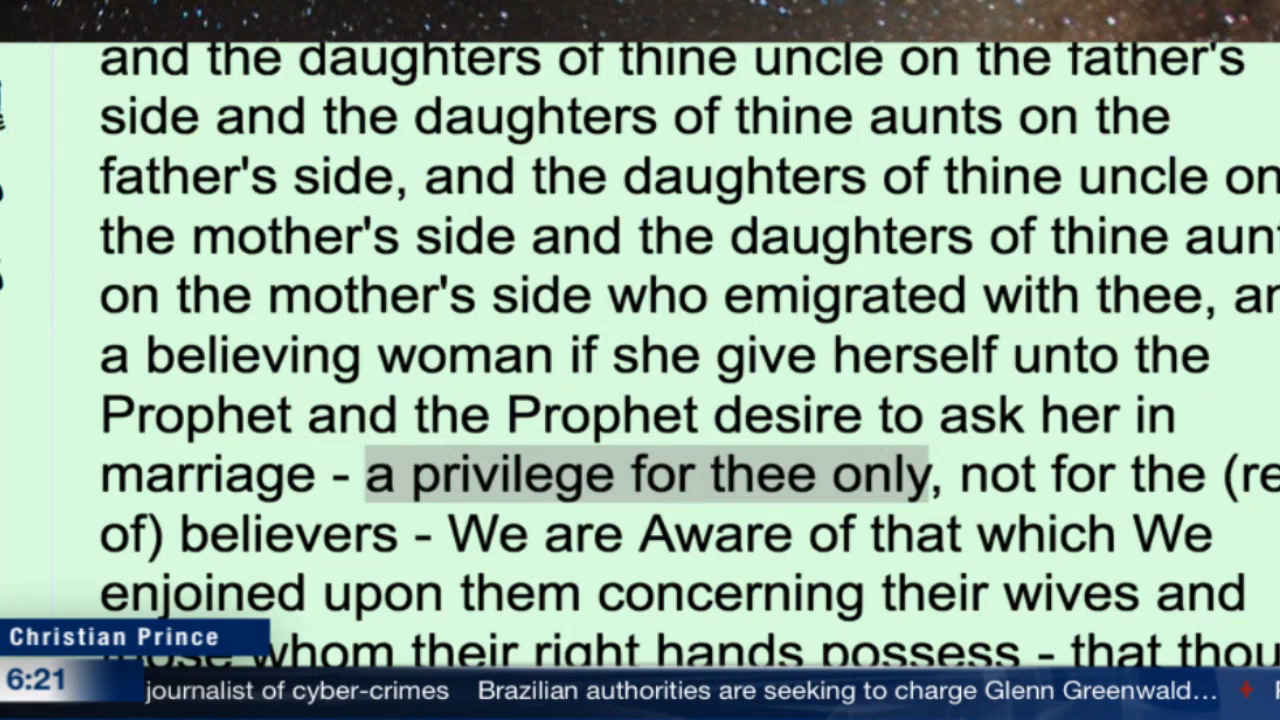 and the daughters of thine uncle on the father's
side and the daughters of thine aunts on the
father's side, and the daughters of thine uncle on
the mother's side and the daughters of thine
on the mother's side who emigrated with thee,
a believing woman if she give herself unto the
Prophet and the Prophet desire to ask her in
marriage - a privilege for thee only, not for the
of) believers - We are Aware of that which We
enjoined upon them concerning their wives and
whom their right hands possess - that
Christian Prince
6:21
journalist of cyber-crimes Brazilian authorities are seeking to charge Glenn Greenwald...